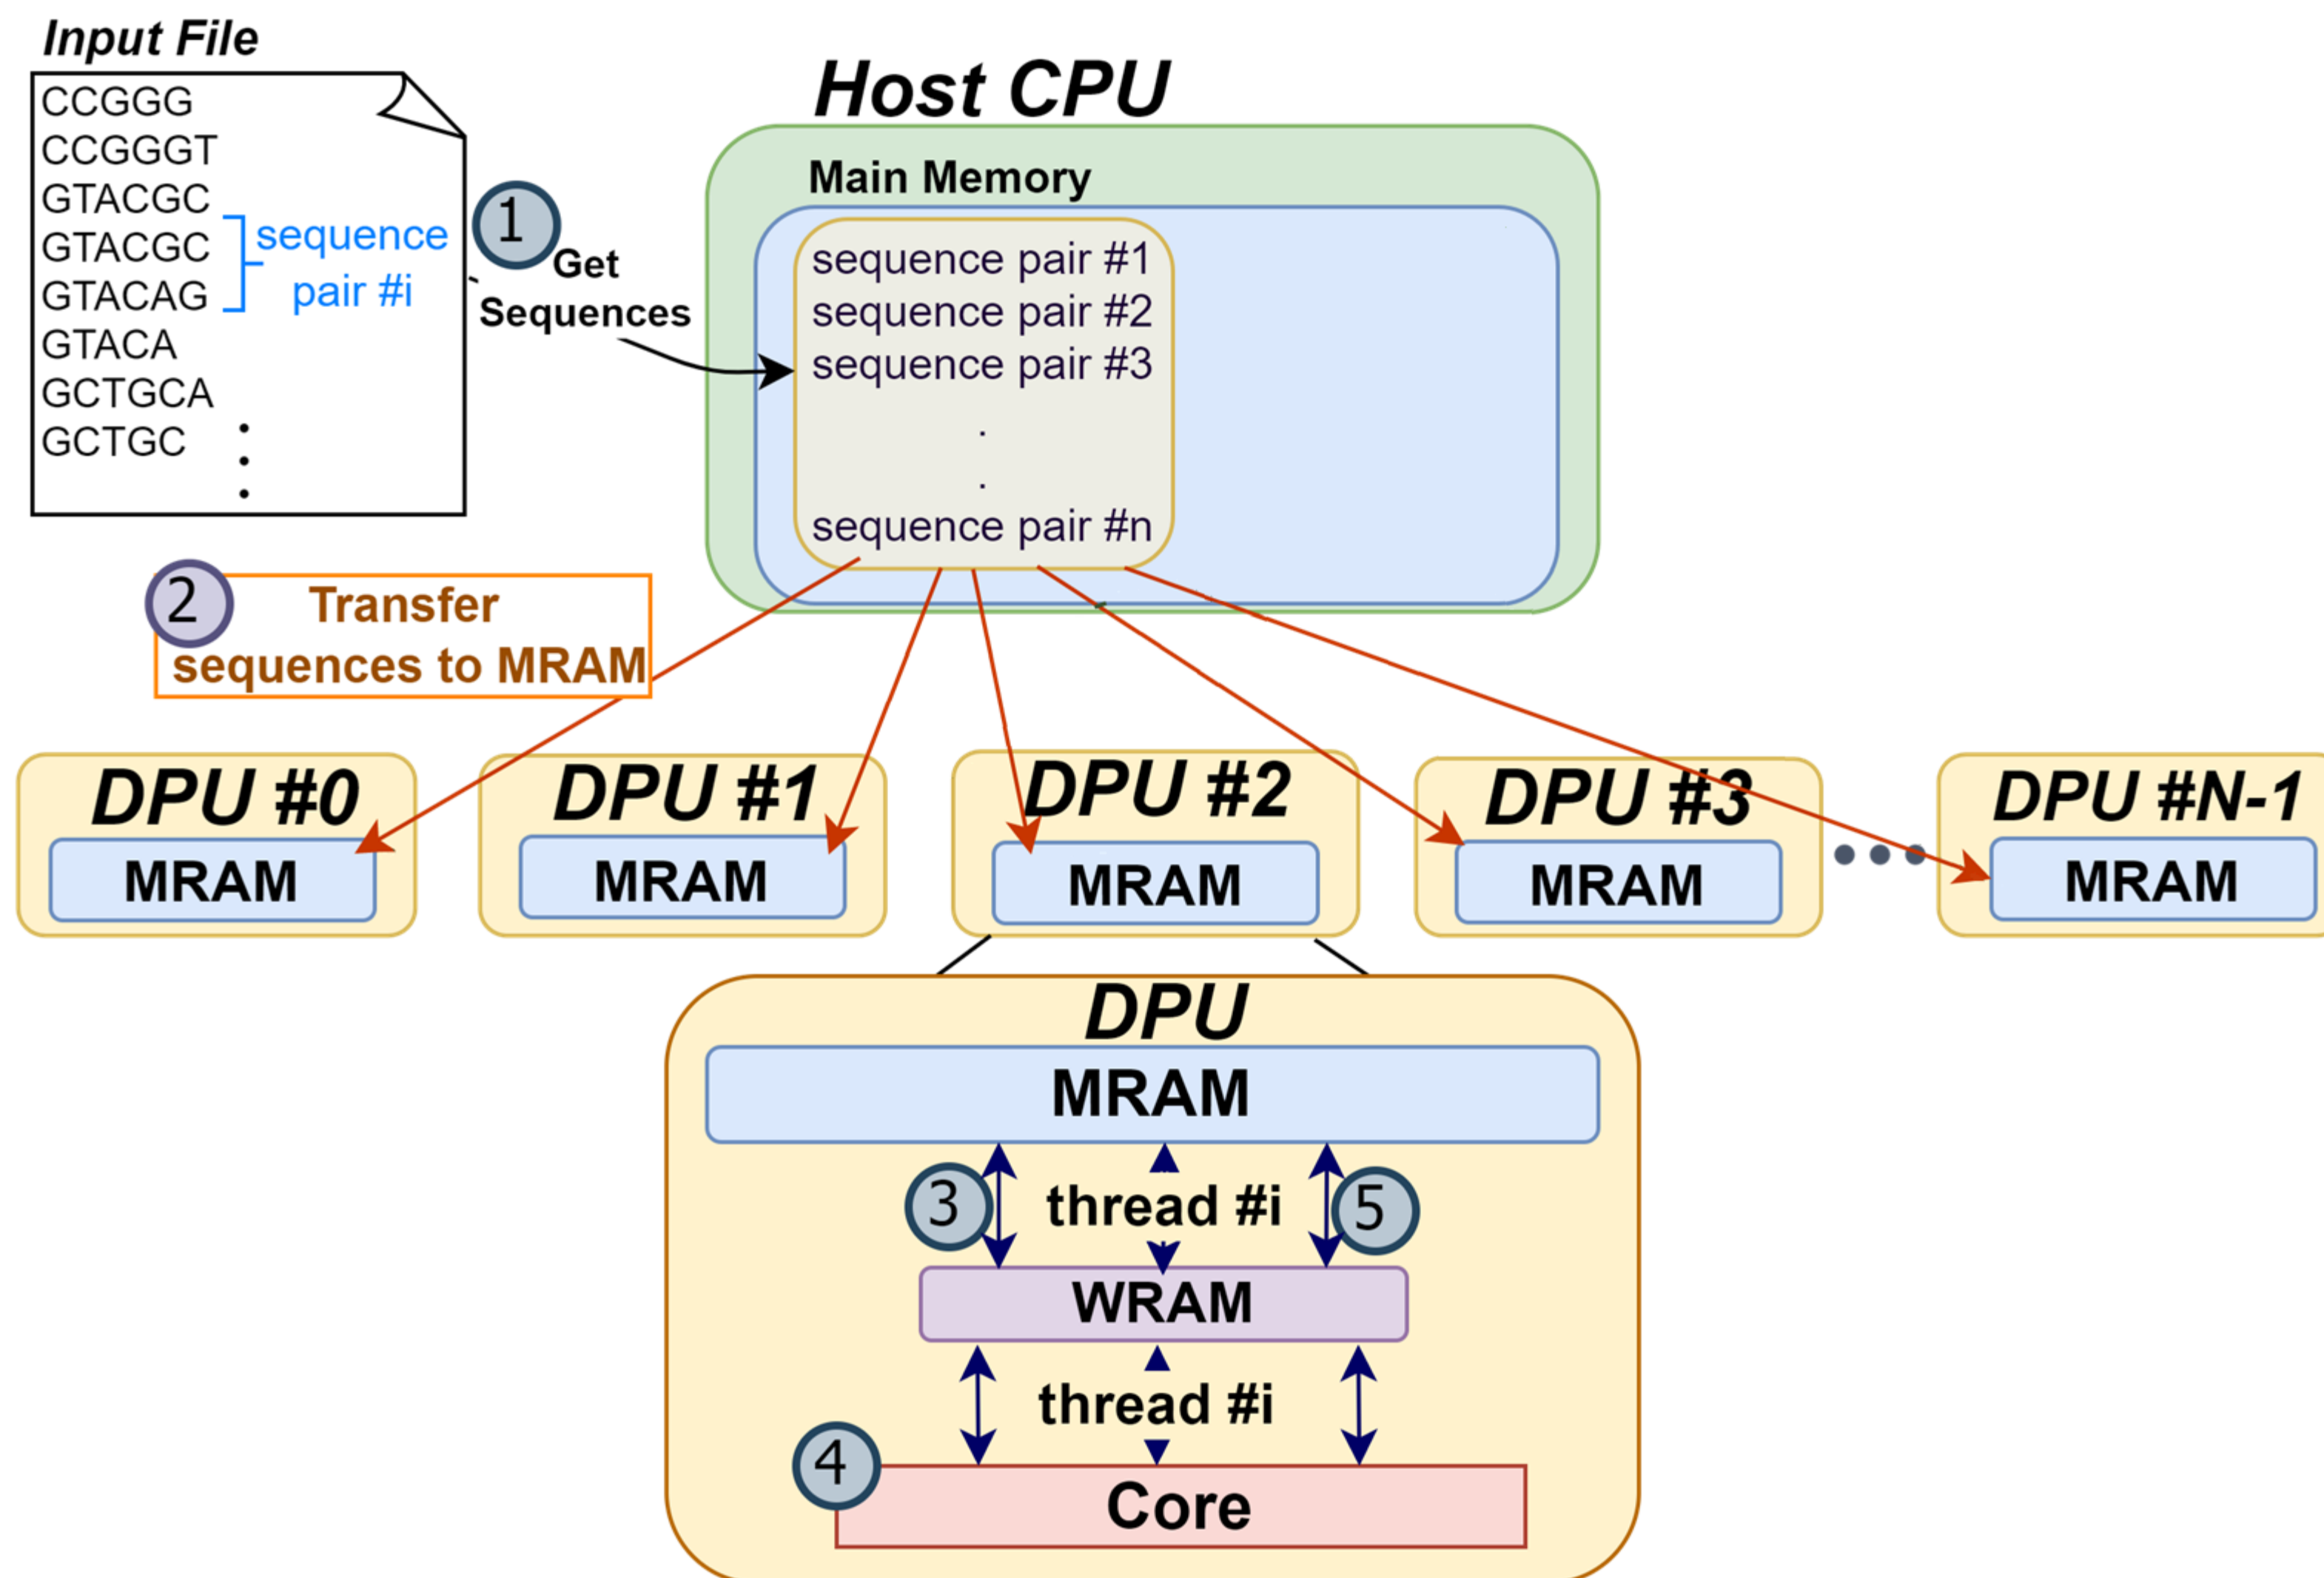 Input File
CCGGG
CCGGGT
GTACGC
GTACGC
GTACAG
GTACA
GCTGCA
GCTGC
sequence
pair #i
1
Get
Sequences
Host CPU
Main Memory
sequence pair #1
sequence pair #2
sequence pair #3
.
.
sequence pair #n
2
Transfer
sequences to MRAM
DPU #0
MRAM
DPU #1
MRAM
DPU #2
MRAM
DPU #3
MRAM
DPU #N-1
MRAM
DPU
MRAM
3
thread #i
5
WRAM
thread #i
4
Core